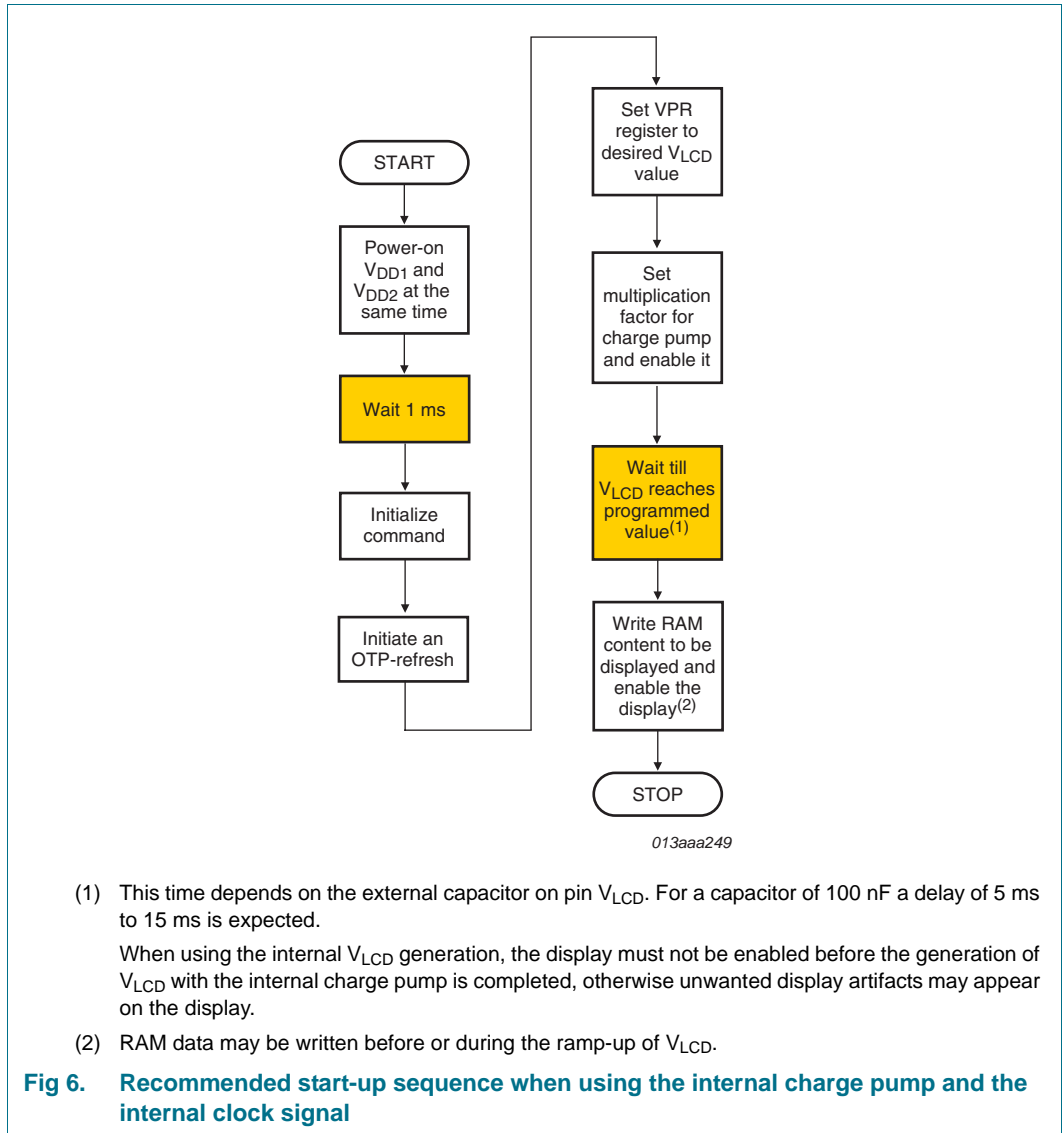 START
Power-on
VDD1 and
VDD2 at the
same time
Wait 1 ms
Initialize
command
Initiate an
OTP-refresh
Set VPR
register to
desired VLCD
value
Set
multiplication
factor for
charge pump
and enable it
Wait till
VLCD reaches
programmed
value(1)
Write RAM
content to be
displayed and
enable the
display(2)
STOP
013aaa249
(1) This time depends on the external capacitor on pin VLCD. For a capacitor of 100 nF a delay of 5 ms
to 15 ms is expected.
When using the internal VLCD generation, the display must not be enabled before the generation of
VLCD with the internal charge pump is completed, otherwise unwanted display artifacts may appear
on the display.
(2) RAM data may be written before or during the ramp-up of VLCD.
Fig 6. Recommended start-up sequence when using the internal charge pump and the
internal clock signal